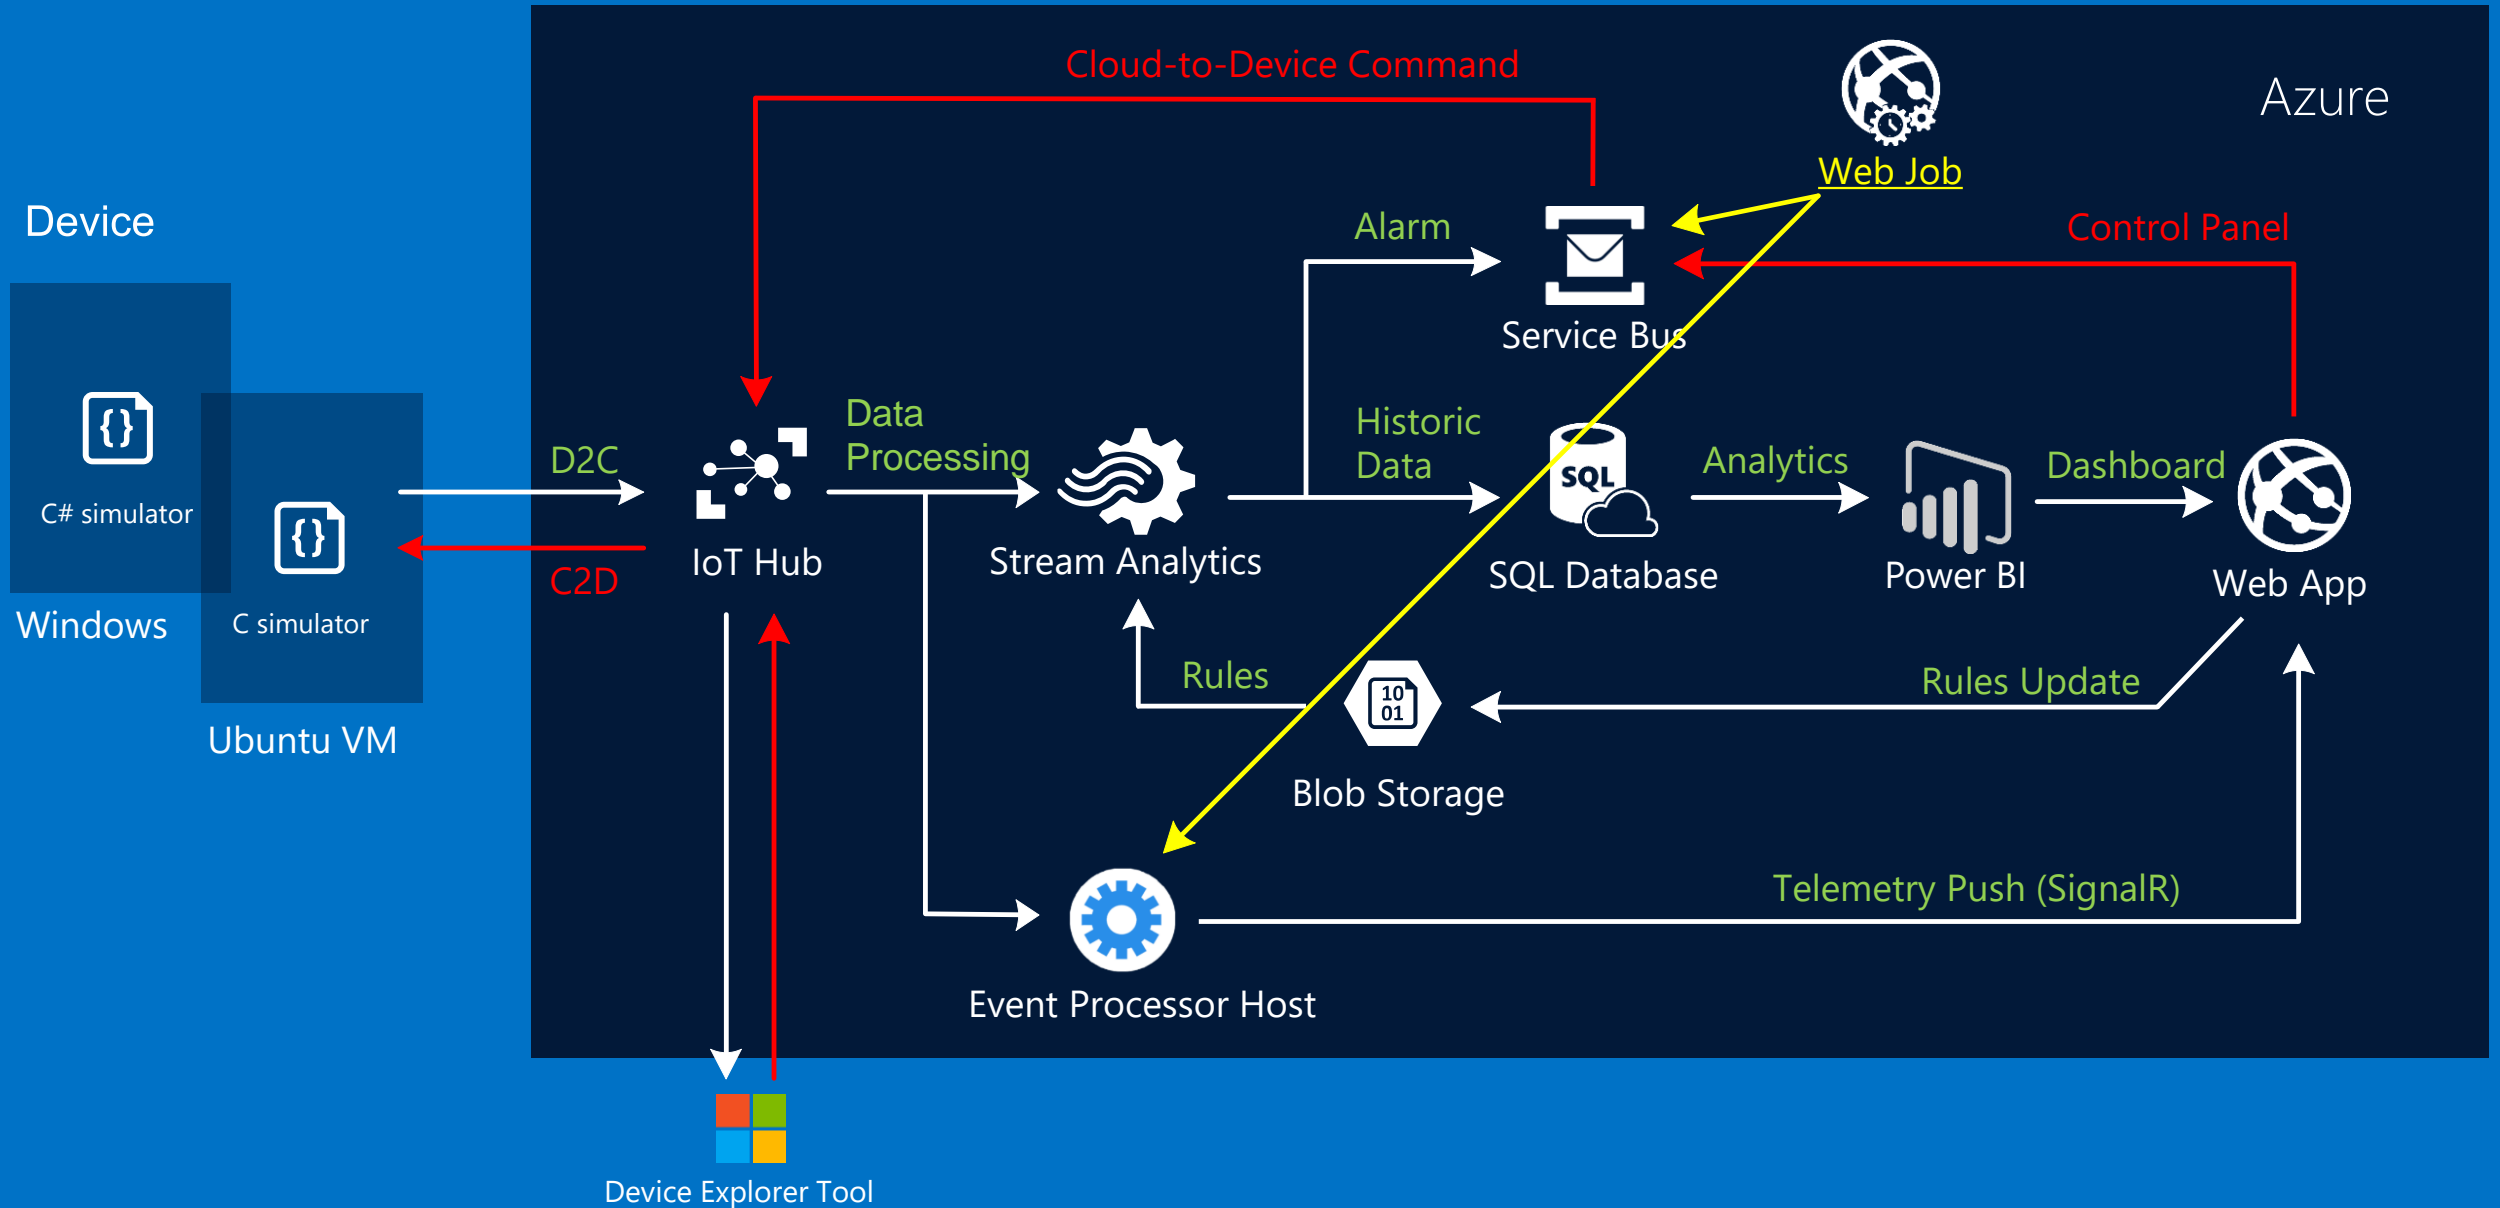 Cloud-to-Device Command
Azure
Web Job
Device
Alarm
Control Panel
Service Bus
Data
Processing
Historic
Data
D2C
Analytics
Dashboard
SQL
{ }
C# simulator
{ }
IoT Hub
Stream Analytics
SQL Database
Power BI
Web App
C2D
Windows
C simulator
Rules
10
01
Rules Update
Ubuntu VM
Blob Storage
Telemetry Push (SignalR)
Event Processor Host
Device Explorer Tool